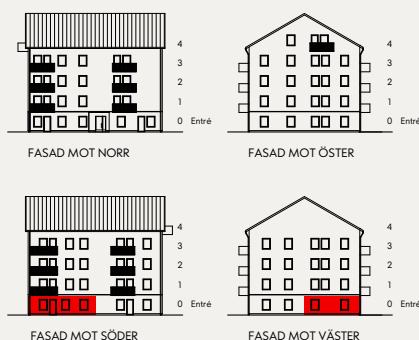 4
3
2
1
0 Entré
FASAD MOT NORR
4
3
2
1
0 Entré
FASAD MOT ÖSTER
4
3
2
1
0 Entré
FASAD MOT SÖDER
4
3
2
1
0 Entré
FASAD MOT VÄSTER